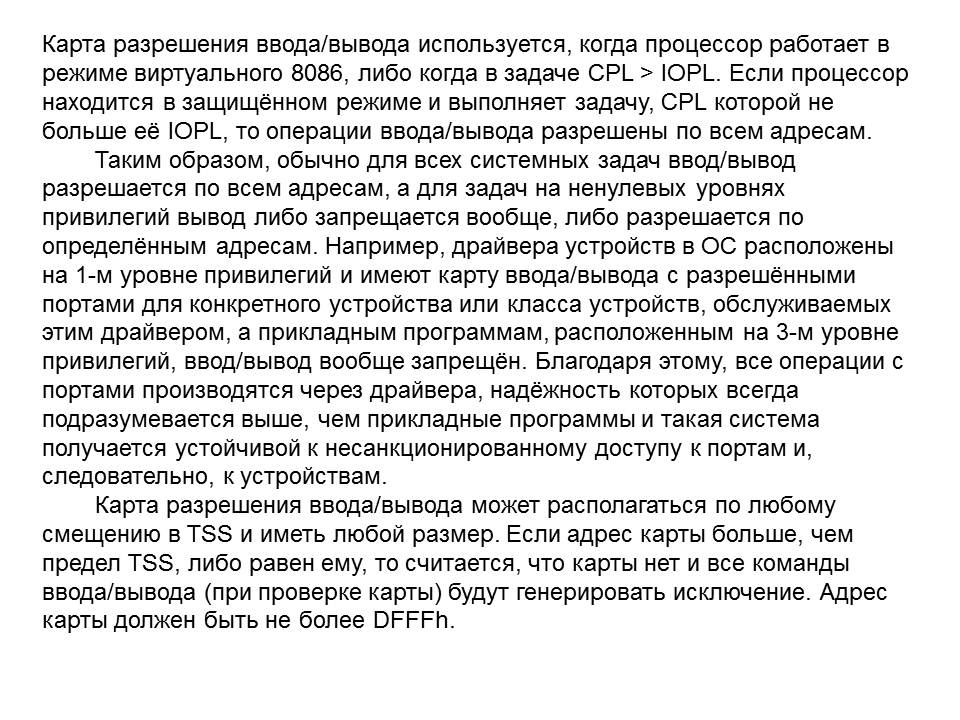 Карта разрешения ввода/вывода используется, когда процессор работает в
режиме виртуального 8086, либо когда в задаче CPL > IOPL. Если процессор
находится в защищённом режиме и выполняет задачу, CPL которой не
больше её IOPL, то операции ввода/вывода разрешены по всем адресам.
Таким образом, обычно для всех системных задач ввод/вывод
разрешается по всем адресам, а для задач на ненулевых уровнях
привилегий вывод либо запрещается вообще, либо разрешается по
определённым адресам. Например, драйвера устройств в ОС расположены
на 1-м уровне привилегий и имеют карту ввода/вывода с разрешёнными
портами для конкретного устройства или класса устройств, обслуживаемых
этим драйвером, а прикладным программам, расположенным на 3-м уровне
привилегий, ввод/вывод вообще запрещён. Благодаря этому, все операции с
портами производятся через драйвера, надёжность которых всегда
подразумевается выше, чем прикладные программы и такая система
получается устойчивой к несанкционированному доступу к портам и,
следовательно, к устройствам.
Карта разрешения ввода/вывода может располагаться по любому
смещению в TSS и иметь любой размер. Если адрес карты больше, чем
предел TSS, либо равен ему, то считается, что карты нет и все команды
ввода/вывода (при проверке карты) будут генерировать исключение. Адрес
карты должен быть не более DFFFh.